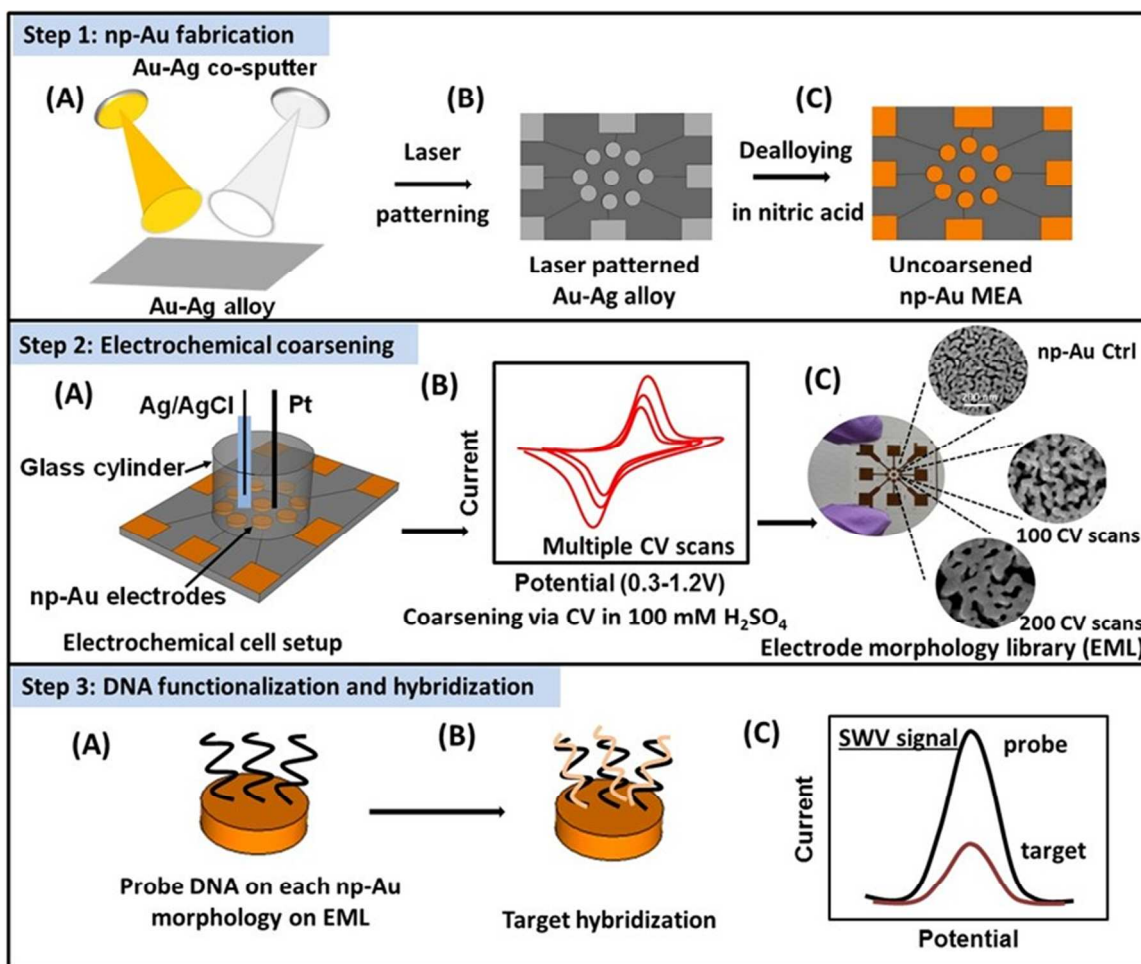 Step 1: np-Au fabrication
Au-Ag co-sputter
(A)
Au-Ag alloy
Laser
patterning
(B)
Laser patterned
Au-Ag alloy
Dealloying
in nitric acid
(C)
Uncoarsened
np-Au MEA
Step 2: Electrochemical coarsening
(A)
Ag/AgCl
Pt
Glass cylinder
np-Au electrodes
Electrochemical cell setup
(B)
Current
Multiple CV scans
Potential (0.3-1.2V)
Coarsening via CV in 100 mM H₂SO₄
(C)
np-Au Ctrl
200 nm
100 CV scans
200 CV scans
Electrode morphology library (EML)
Step 3: DNA functionalization and hybridization
(A)
Probe DNA on each np-Au
morphology on EML
(B)
Target hybridization
(C)
SWV signal
probe
target
Current
Potential